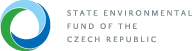 STATE ENVIRONMENTAL
FUND OF THE
CZECH REPUBLIC